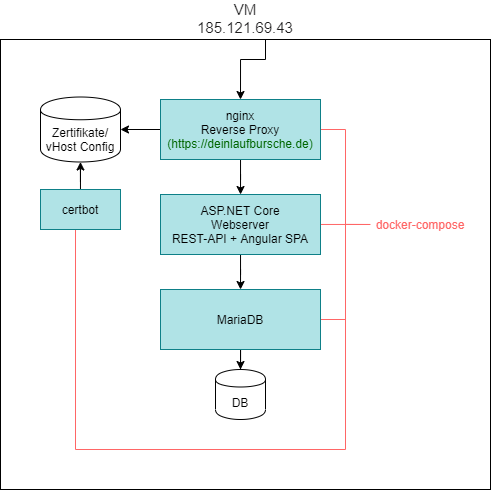 VM
185.121.69.43
nginx
Reverse Proxy
(https://deinlaufbursche.de)
Zertifikate/
vHost Config
certbot
ASP.NET Core
Webserver
REST-API + Angular SPA
docker-compose
MariaDB
DB